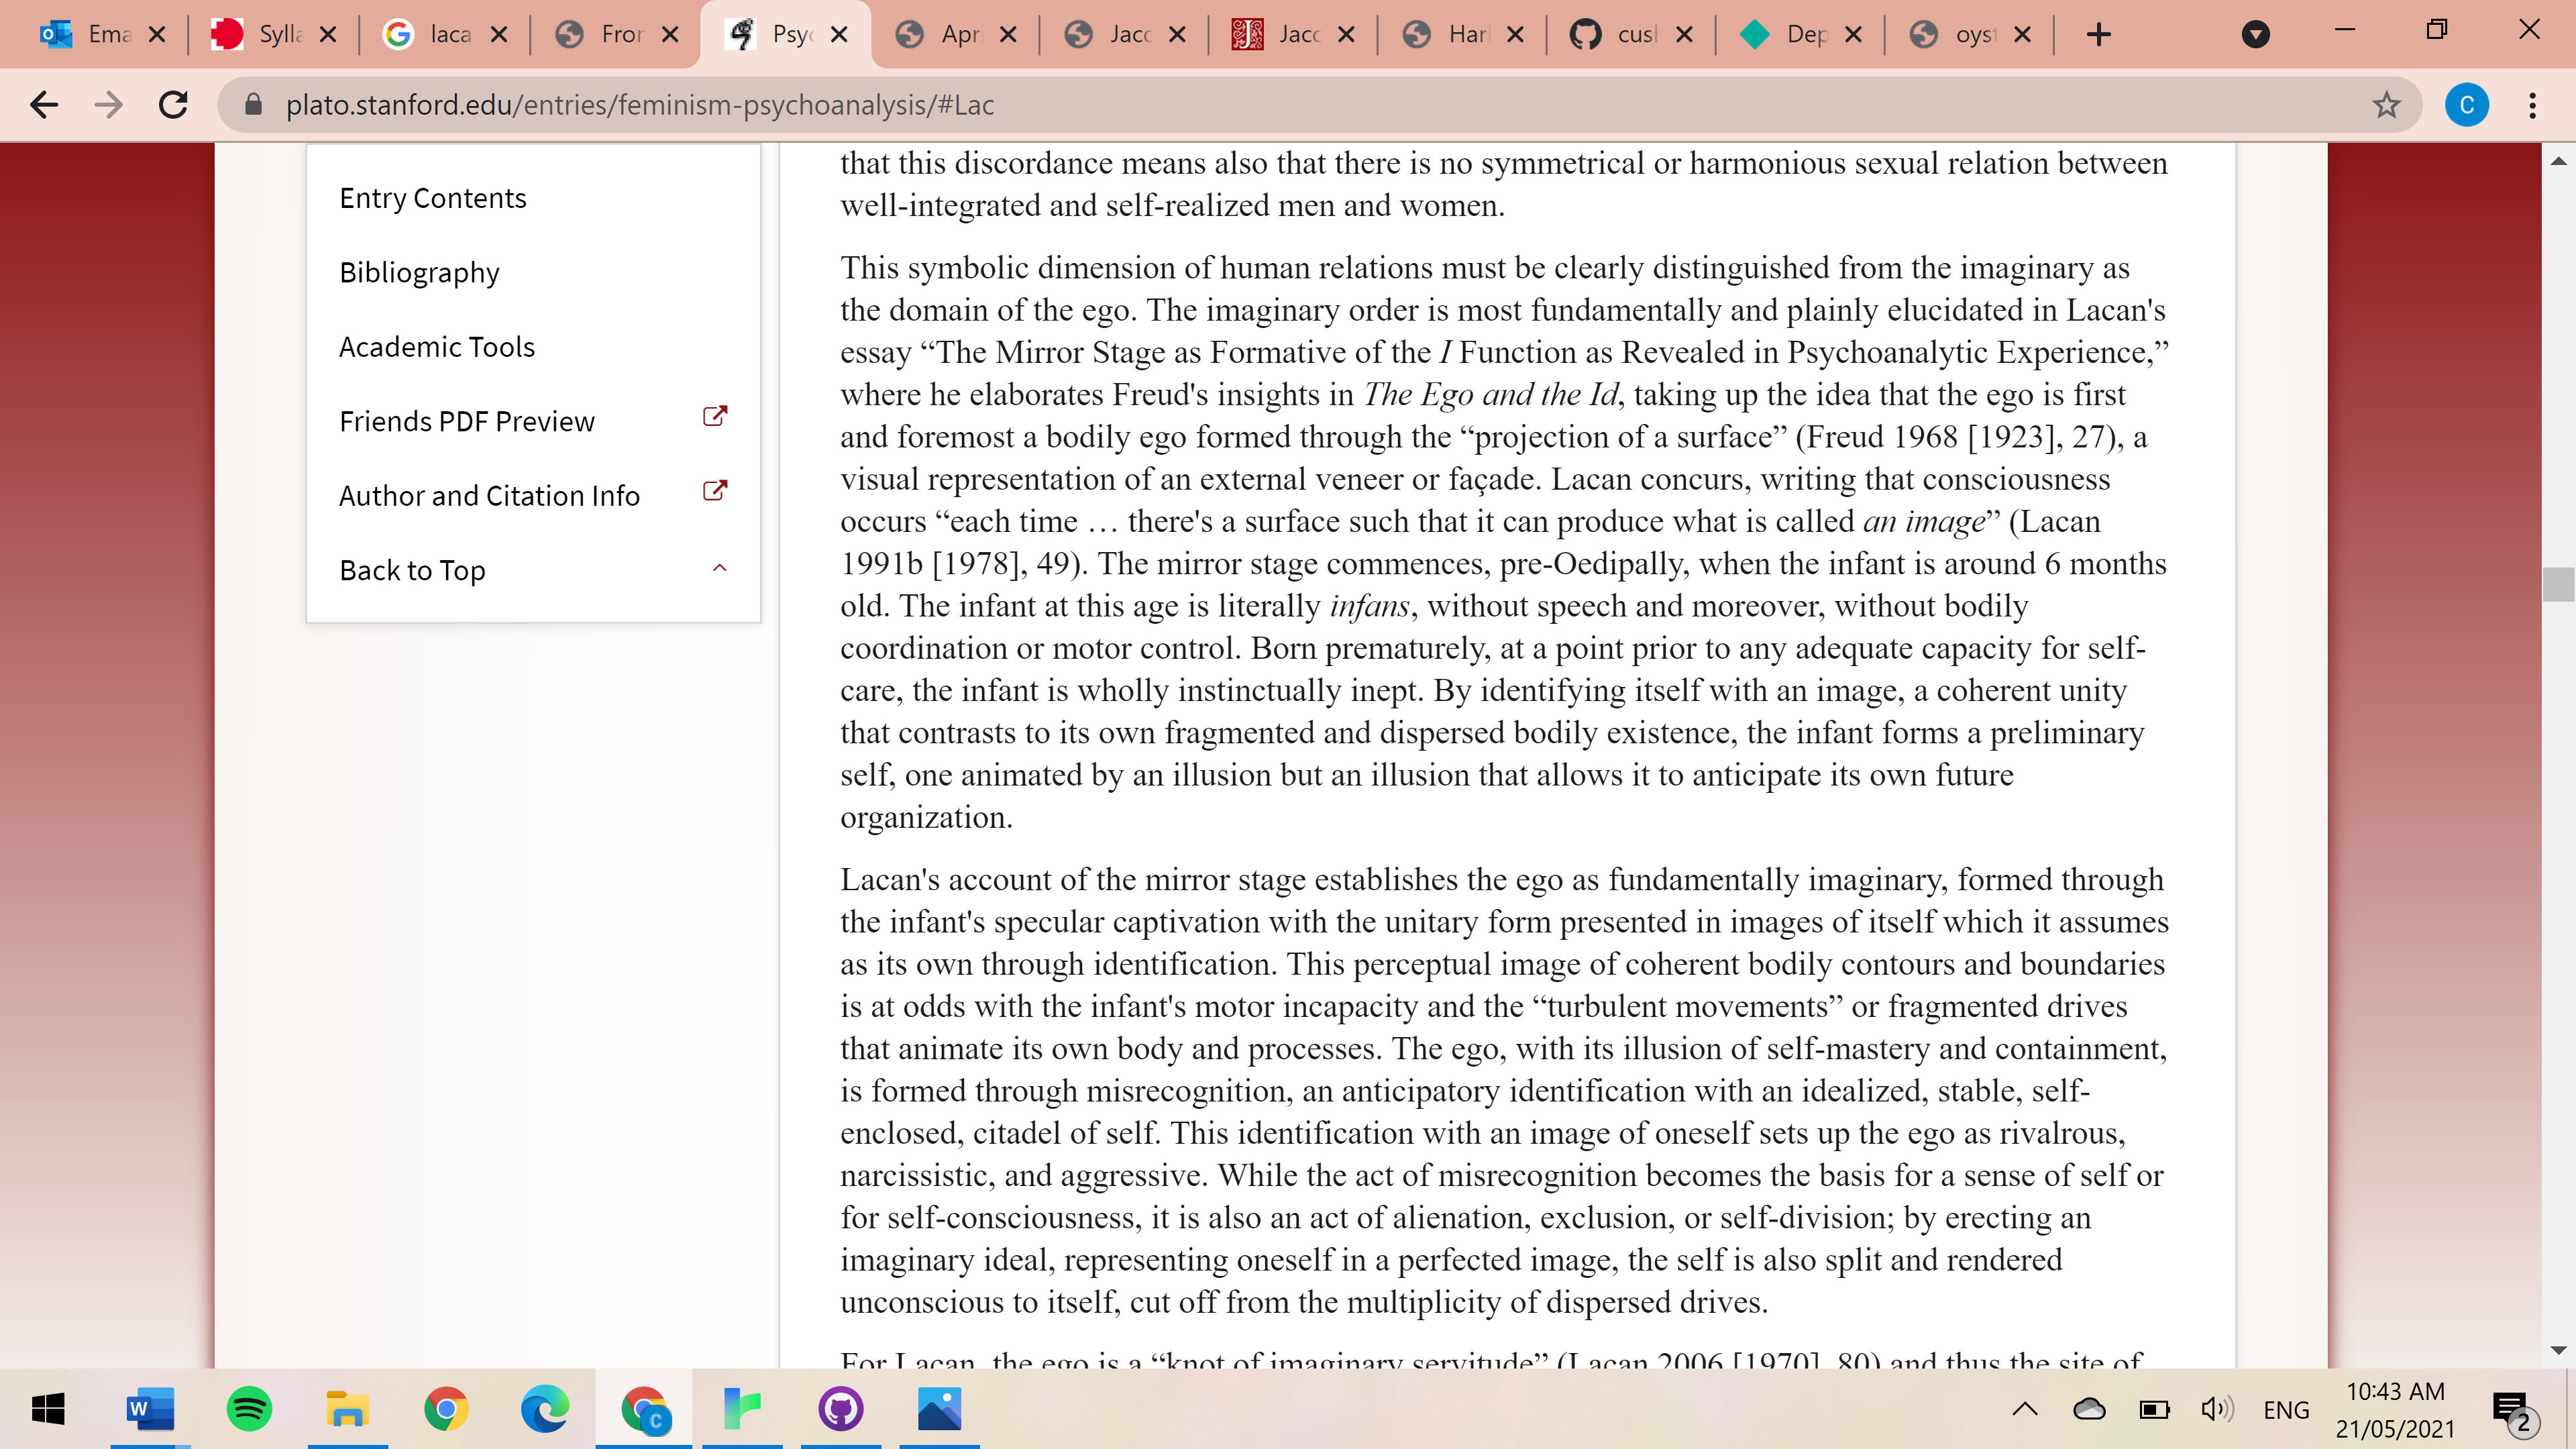 Ema
Sylla
laca
Fror
Psyc
Apri
Jacc
Jacc
Harl
cush
Dep
oyst
plato.stanford.edu/entries/feminism-psychoanalysis/#Lac
C
Entry Contents
Bibliography
Academic Tools
Friends PDF Preview
Author and Citation Info
Back to Top
that this discordance means also that there is no symmetrical or harmonious sexual relation between
well-integrated and self-realized men and women.
This symbolic dimension of human relations must be clearly distinguished from the imaginary as
the domain of the ego. The imaginary order is most fundamentally and plainly elucidated in Lacan's
essay “The Mirror Stage as Formative of the I Function as Revealed in Psychoanalytic Experience,”
where he elaborates Freud's insights in The Ego and the Id, taking up the idea that the ego is first
and foremost a bodily ego formed through the “projection of a surface” (Freud 1968 [1923], 27), a
visual representation of an external veneer or façade. Lacan concurs, writing that consciousness
occurs “each time … there's a surface such that it can produce what is called an image” (Lacan
1991b [1978], 49). The mirror stage commences, pre-Oedipally, when the infant is around 6 months
old. The infant at this age is literally infans, without speech and moreover, without bodily
coordination or motor control. Born prematurely, at a point prior to any adequate capacity for self-
care, the infant is wholly instinctually inept. By identifying itself with an image, a coherent unity
that contrasts to its own fragmented and dispersed bodily existence, the infant forms a preliminary
self, one animated by an illusion but an illusion that allows it to anticipate its own future
organization.
Lacan's account of the mirror stage establishes the ego as fundamentally imaginary, formed through
the infant's specular captivation with the unitary form presented in images of itself which it assumes
as its own through identification. This perceptual image of coherent bodily contours and boundaries
is at odds with the infant's motor incapacity and the “turbulent movements” or fragmented drives
that animate its own body and processes. The ego, with its illusion of self-mastery and containment,
is formed through misrecognition, an anticipatory identification with an idealized, stable, self-
enclosed, citadel of self. This identification with an image of oneself sets up the ego as rivalrous,
narcissistic, and aggressive. While the act of misrecognition becomes the basis for a sense of self or
for self-consciousness, it is also an act of alienation, exclusion, or self-division; by erecting an
imaginary ideal, representing oneself in a perfected image, the self is also split and rendered
unconscious to itself, cut off from the multiplicity of dispersed drives.
For Lacan, the ego is a “knot of imaginary servitude” (Lacan 2006 [1970], 80) and thus the site of
ENG
10:43 AM
21/05/2021
2